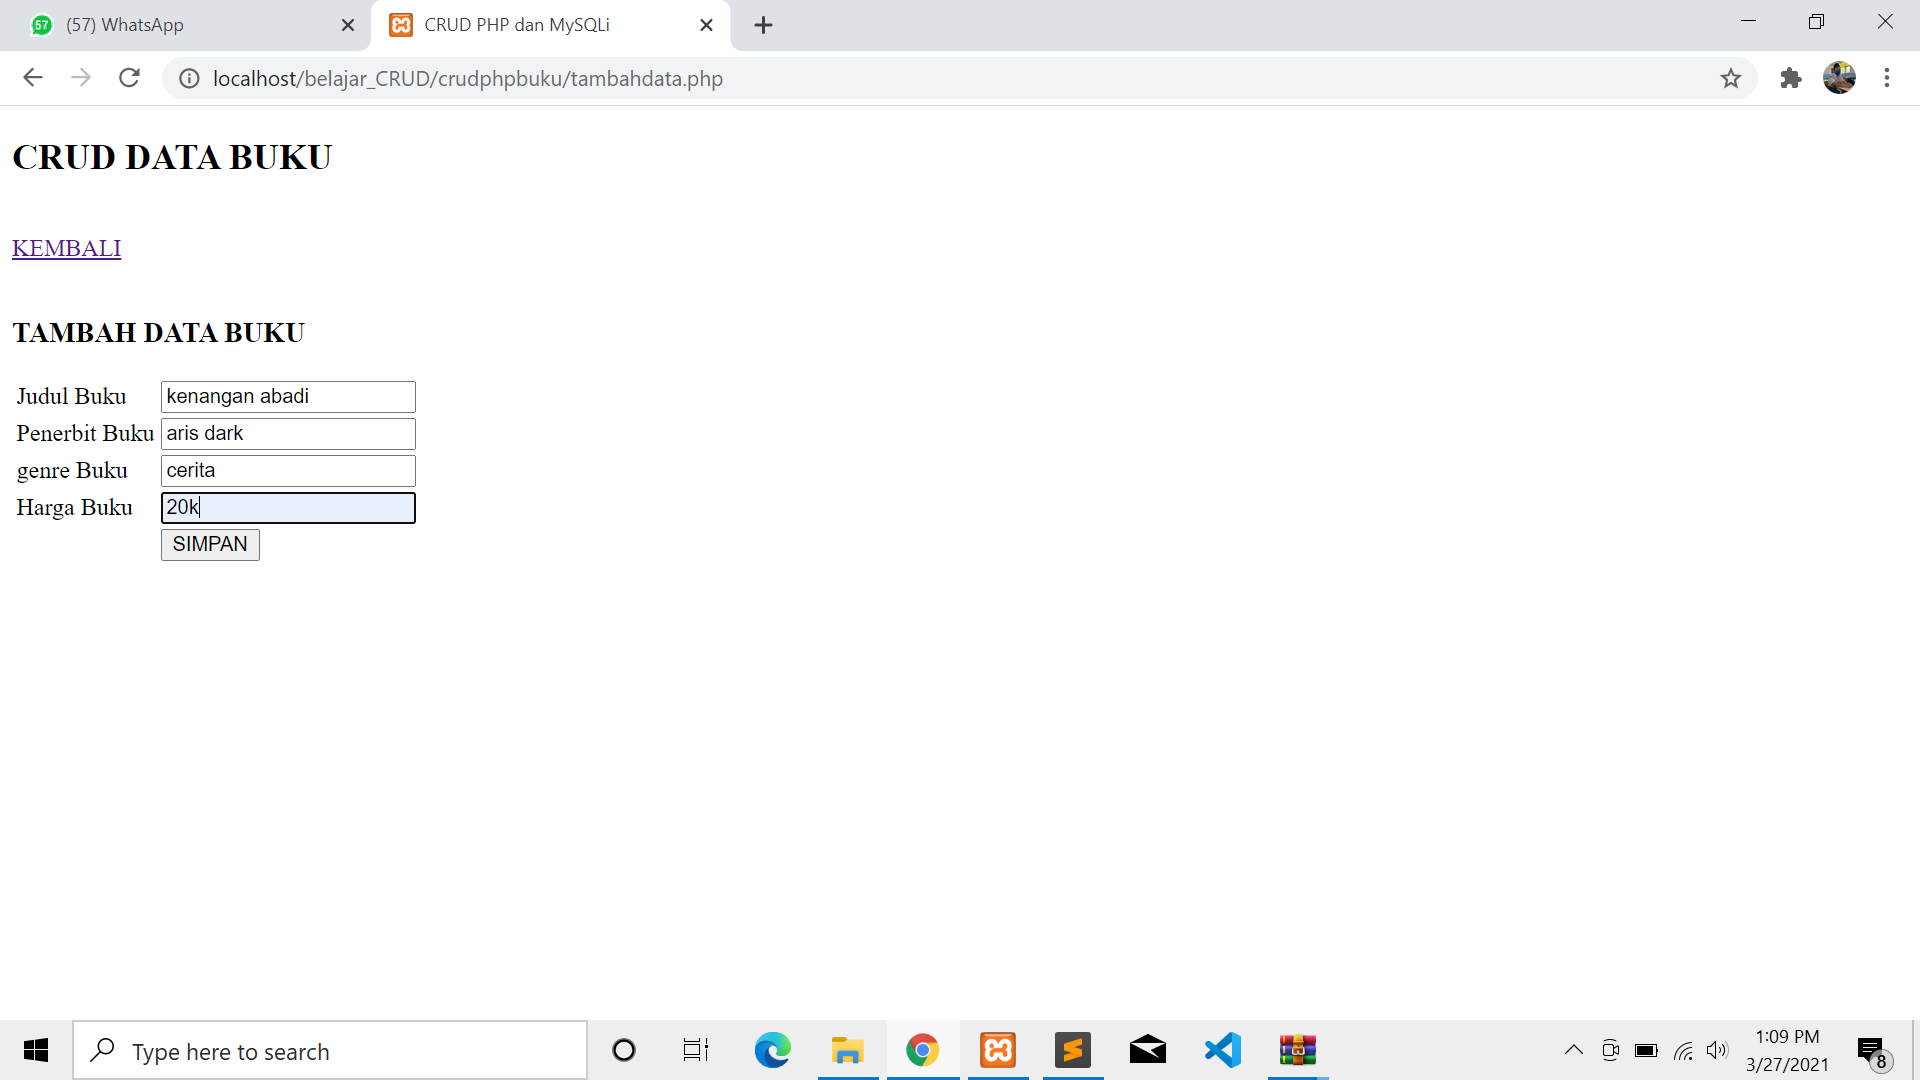 57 (57) WhatsApp
CRUD PHP dan MySQLi
localhost/belajar_CRUD/crudphpbuku/tambahdata.php
CRUD DATA BUKU
KEMBALI
TAMBAH DATA BUKU
Judul Buku kenangan abadi
Penerbit Buku aris dark
genre Buku cerita
Harga Buku 20k
SIMPAN
Type here to search
1:09 PM
3/27/2021
8